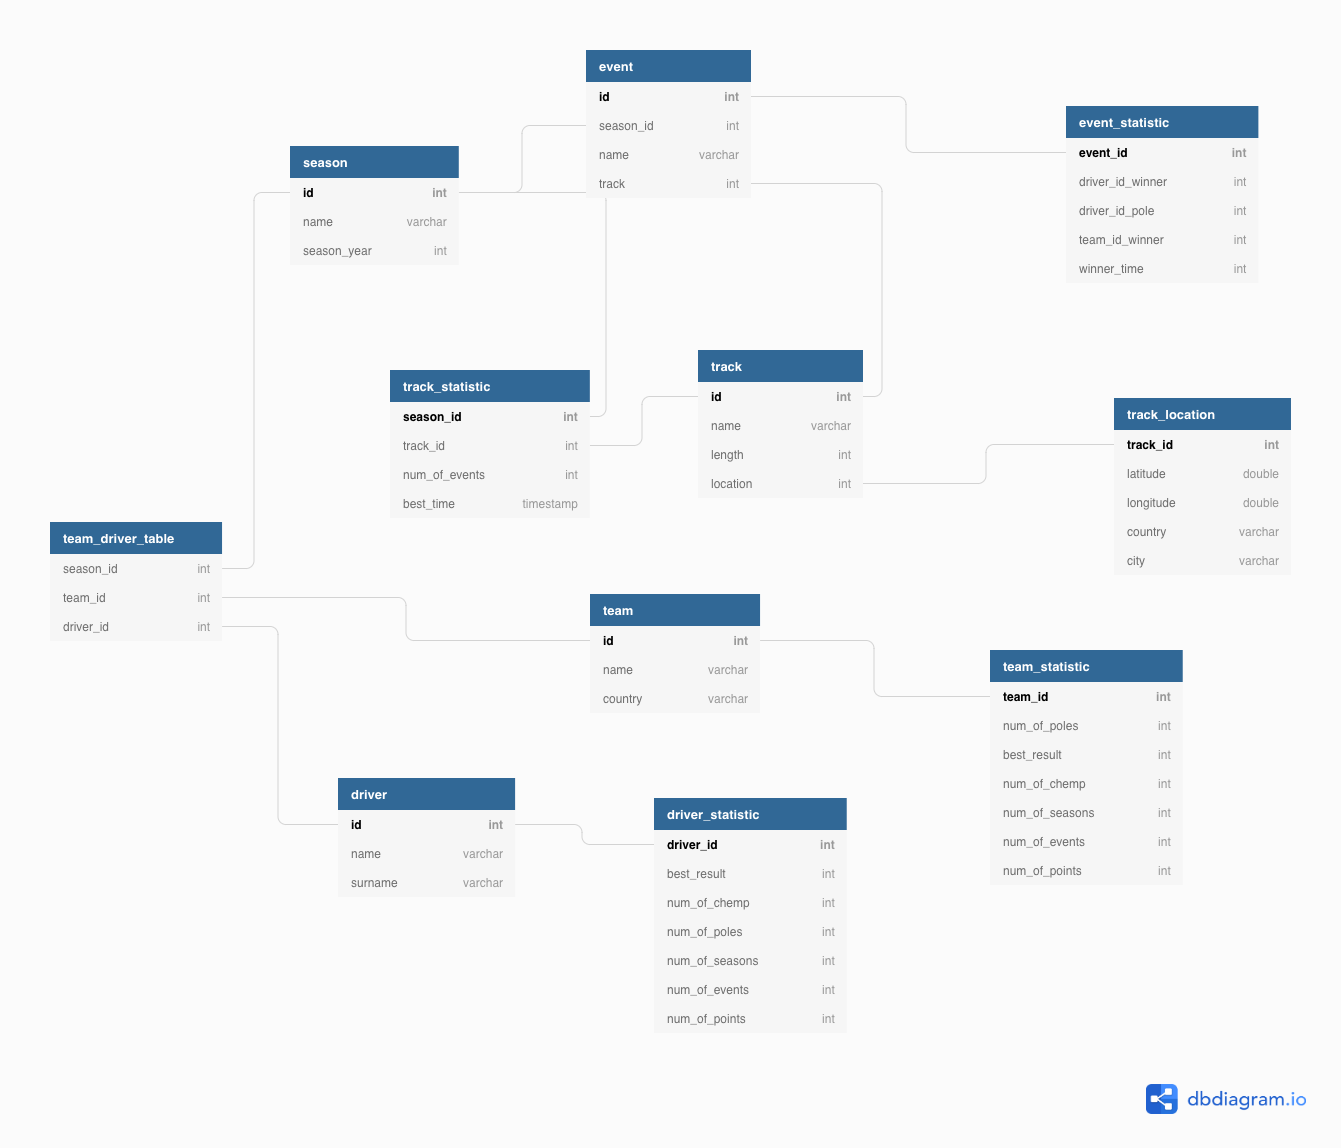 event
id int
season_id int
name varchar
track int
event_statistic
event_id int
driver_id_winner int
driver_id_pole int
team_id_winner int
winner_time int
season
id int
name varchar
season_year int
track_statistic
season_id int
track_id int
num_of_events int
best_time timestamp
track
id int
name varchar
length int
location int
track_location
track_id int
latitude double
longitude double
country varchar
city varchar
team_driver_table
season_id int
team_id int
driver_id int
team
id int
name varchar
country varchar
team_statistic
team_id int
num_of_poles int
best_result int
num_of_chemp int
num_of_seasons int
num_of_events int
num_of_points int
driver
id int
name varchar
surname varchar
driver_statistic
driver_id int
best_result int
num_of_chemp int
num_of_poles int
num_of_seasons int
num_of_events int
num_of_points int
dbdiagram.io